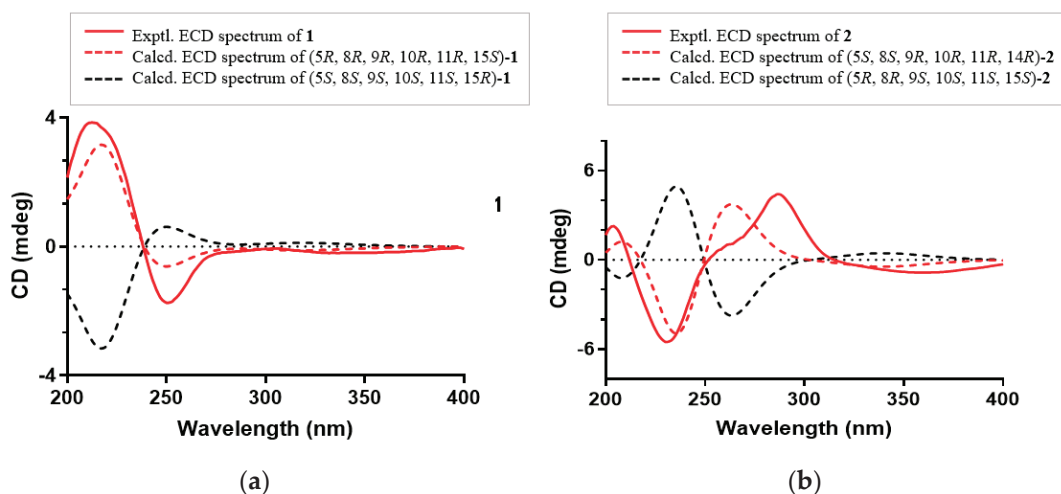 Exptl. ECD spectrum of 1
Calcd. ECD spectrum of (5R, 8R, 9R, 10R, 11R, 15S)-1
Calcd. ECD spectrum of (5S, 8S, 9S, 10S, 11S, 15R)-1
4
0
-4
CD (mdeg)
1
200 250 300 350 400
Wavelength (nm)
(a)
Exptl. ECD spectrum of 2
Calcd. ECD spectrum of (5S, 8S, 9R, 10R, 11R, 14R)-2
Calcd. ECD spectrum of (5R, 8R, 9S, 10S, 11S, 15S)-2
6
0
-6
CD (mdeg)
200 250 300 350 400
Wavelength (nm)
(b)